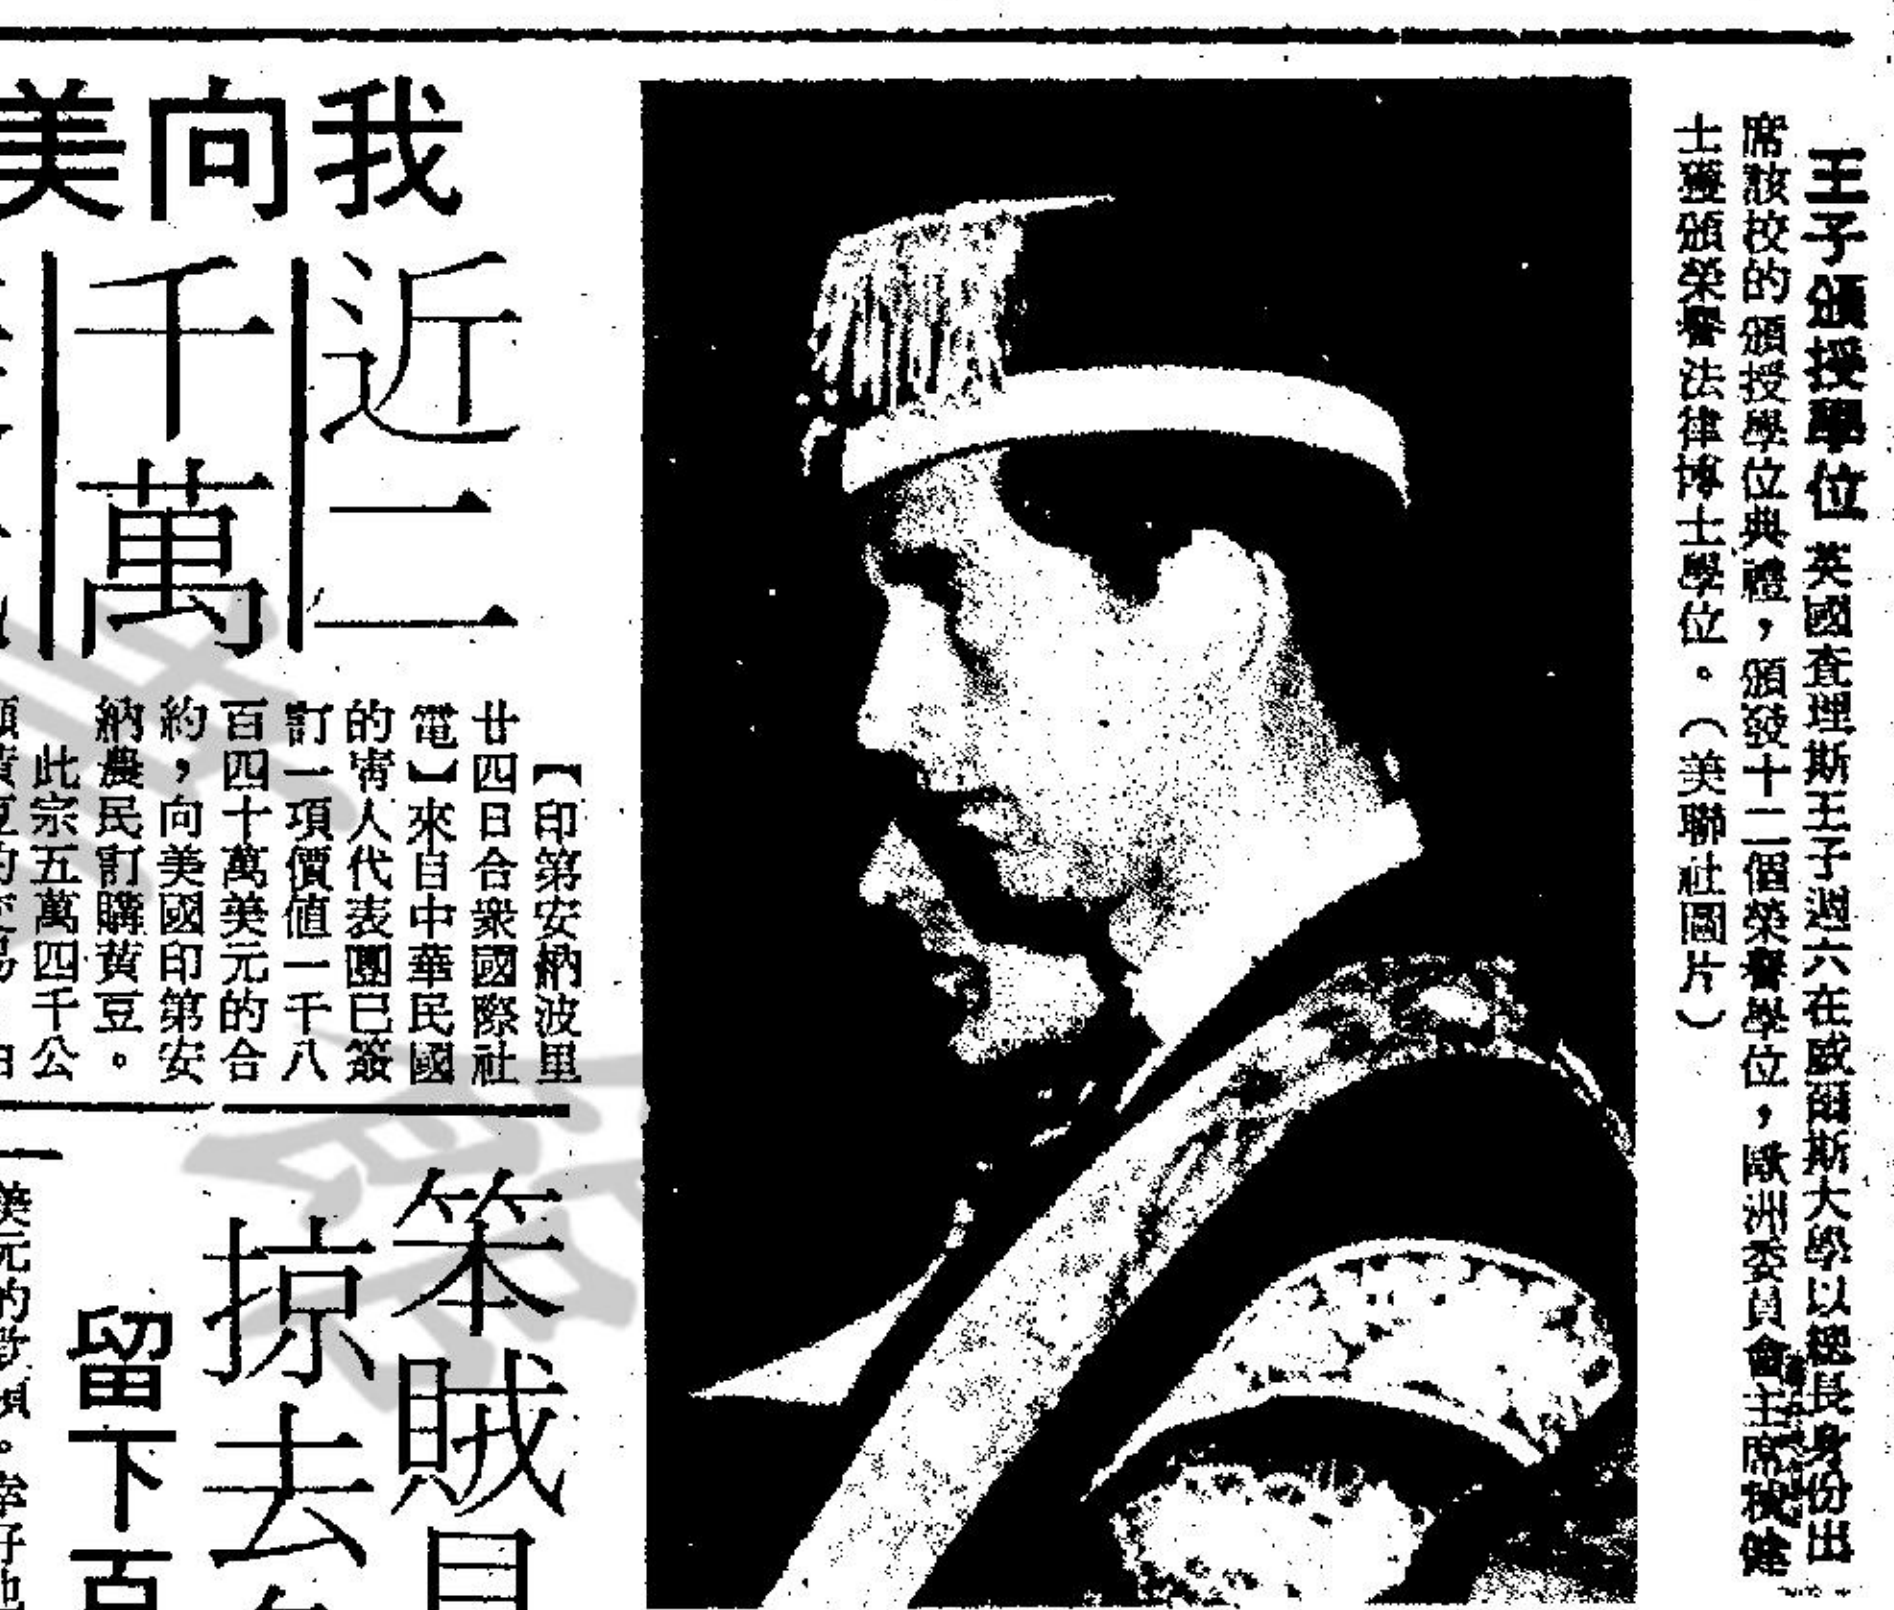 王子頒授學位 英國查理斯王子週六在威爾斯大學以總長身份出
席該校的頒授學位典禮，頒發十二個榮譽學位，歐洲委員會主席
士獲頒榮譽法律博士學位。（美聯社圖片）
我向美
近二
千萬
【印第安納波里
廿四日合衆國際社
電】來自中華民國
的商人代表團已簽
訂一項價值一千八
百四十萬美元的合
約，向美國印第安
納農民訂購黃豆。
此宗五萬四千公
笨賊
掠去
留下百
美元的